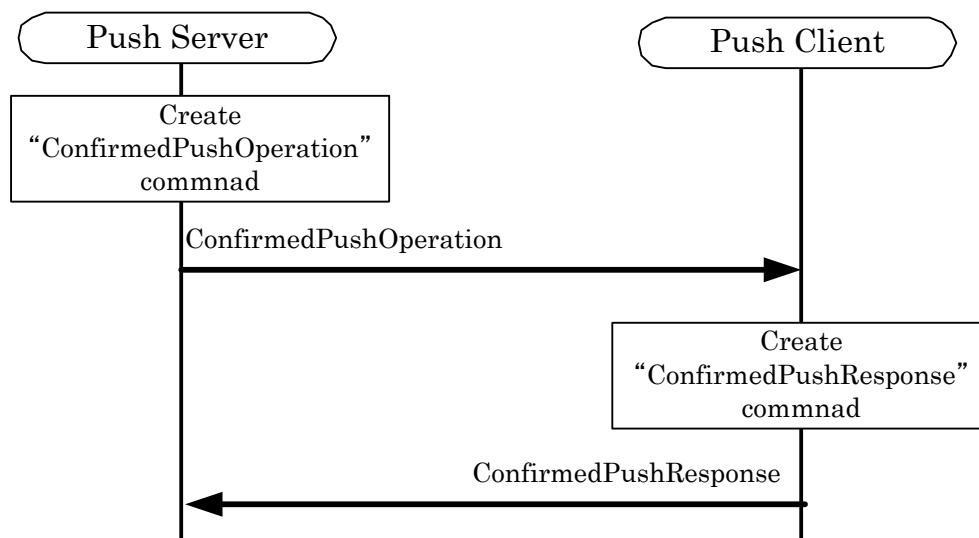 Push Server
Push Client
Create
“ConfirmedPushOperation”
commnad
ConfirmedPushOperation
Create
“ConfirmedPushResponse”
commnad
ConfirmedPushResponse